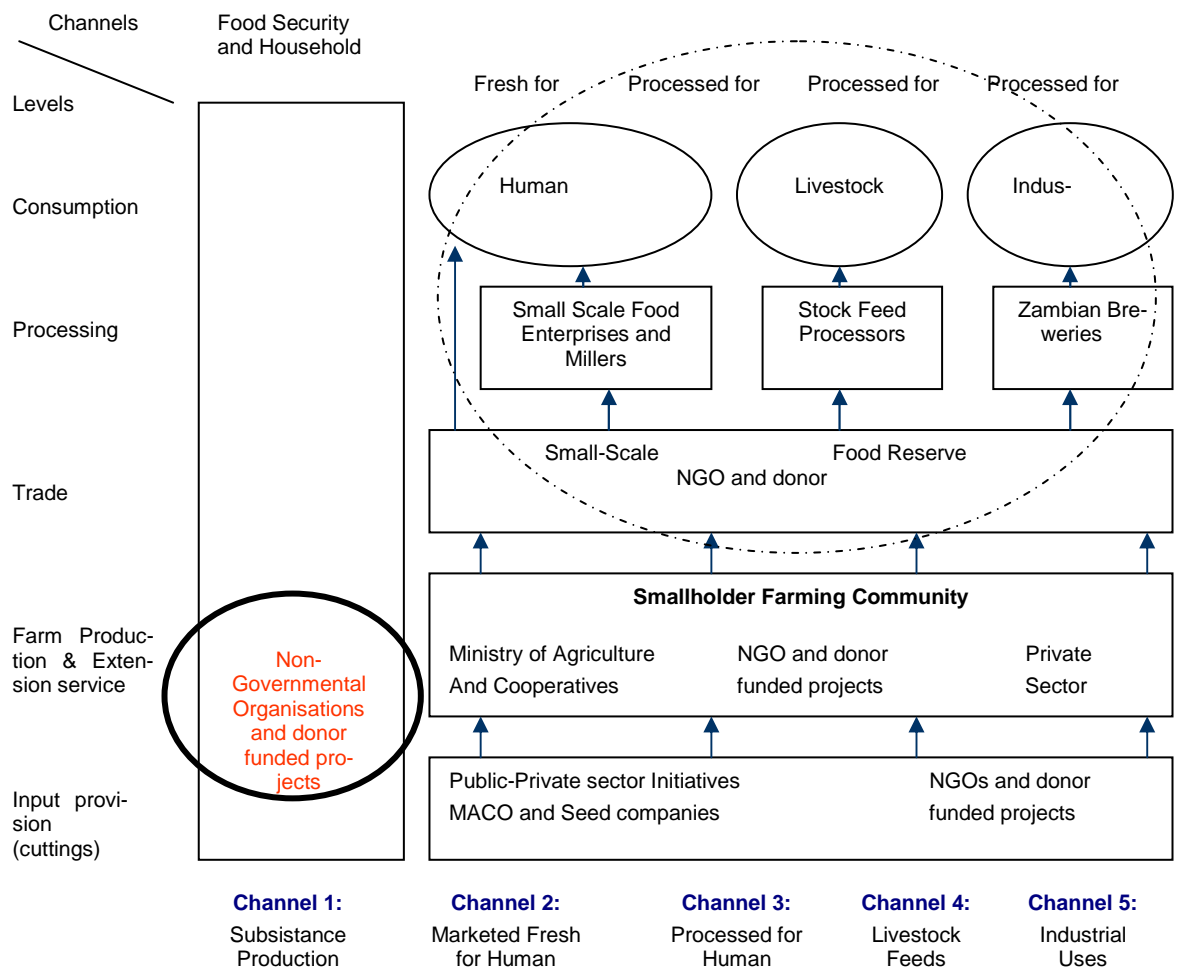 Channels
Food Security
and Household
Levels
Fresh for
Processed for
Processed for
Processed for
Consumption
Human
Livestock
Indus-
Processing
Small Scale Food
Enterprises and
Millers
Stock Feed
Processors
Zambian Bre-
weries
Trade
Small-Scale
Food Reserve
NGO and donor
Farm Produc-
tion & Exten-
sion service
Non-
Governmental
Organisations
and donor
funded pro-
jects
Smallholder Farming Community
Ministry of Agriculture
And Cooperatives
NGO and donor
funded projects
Private
Sector
Input provi-
sion
(cuttings)
Public-Private sector Initiatives
MACO and Seed companies
NGOs and donor
funded projects
Channel 1:
Subsistance
Production
Channel 2:
Marketed Fresh
for Human
Channel 3:
Processed for
Human
Channel 4:
Livestock
Feeds
Channel 5:
Industrial
Uses